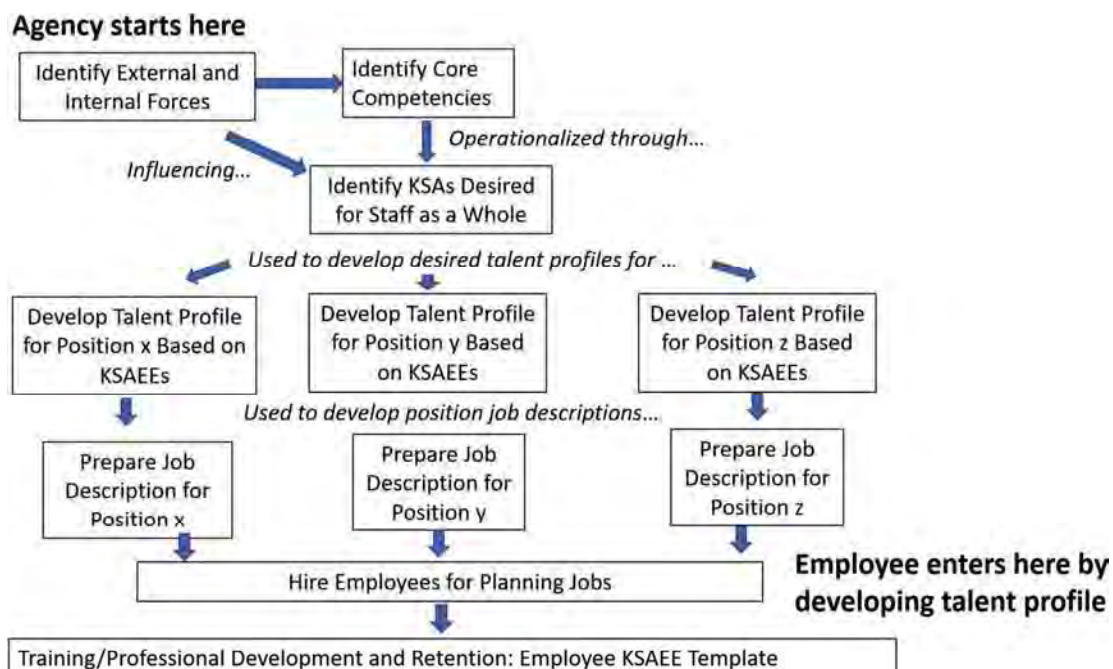 Agency starts here
Identify External and
Internal Forces
Identify Core
Competencies
Operationalized through…
Influencing…
Identify KSAs Desired
for Staff as a Whole
Used to develop desired talent profiles for …
Develop Talent Profile
for Position x Based on
KSAEEs
Develop Talent Profile
for Position y Based
on KSAEEs
Develop Talent Profile
for Position z Based
on KSAEEs
Used to develop position job descriptions…
Prepare Job
Description for
Position x
Prepare Job
Description for
Position y
Prepare Job
Description for
Position z
Hire Employees for Planning Jobs
Employee enters here by
developing talent profile
Training/Professional Development and Retention: Employee KSAEE Template